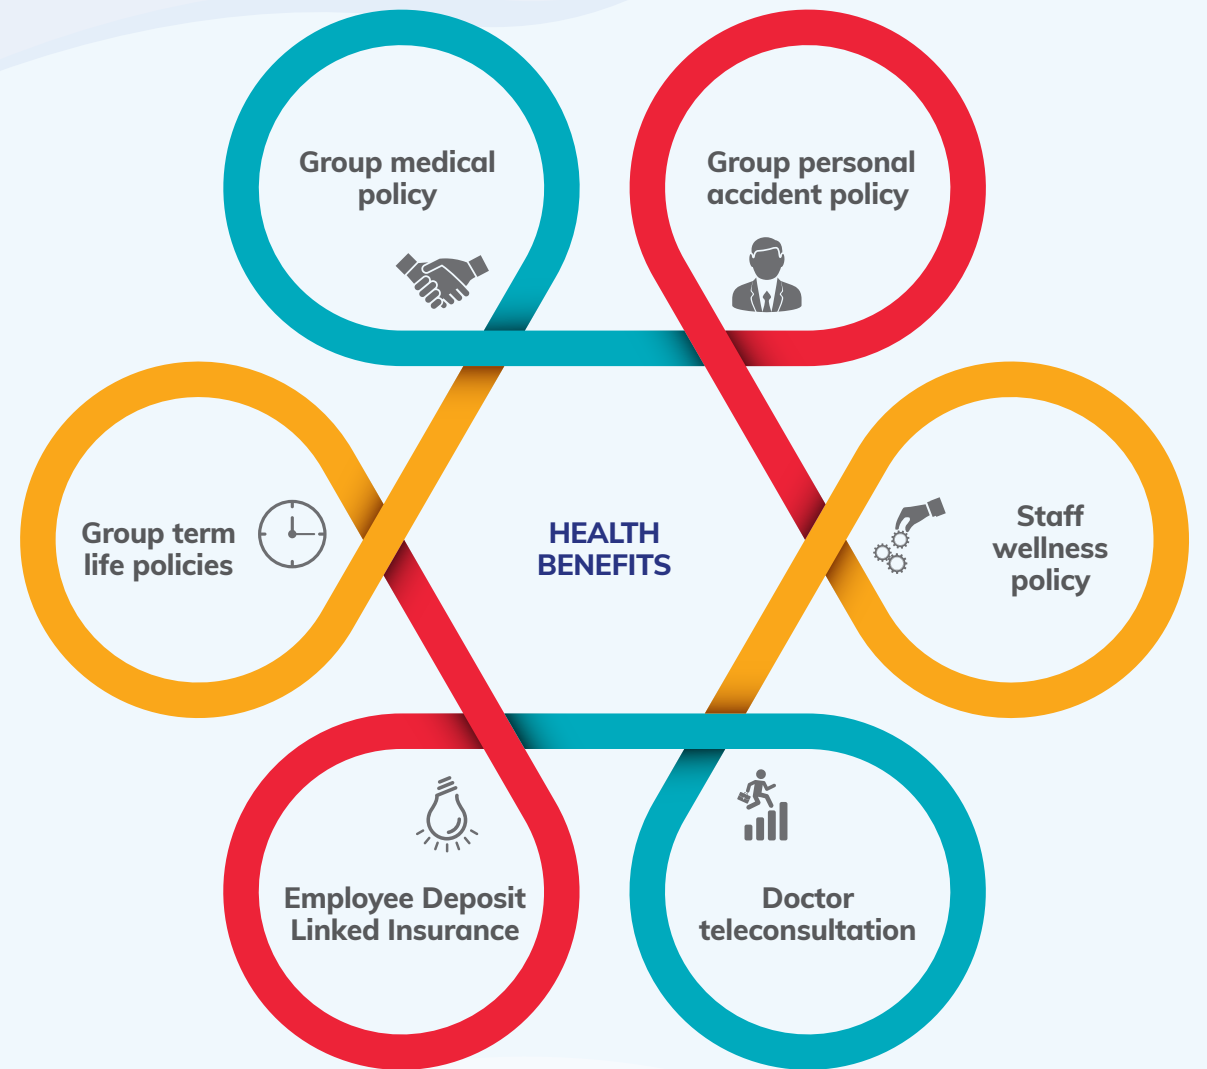 Group medical
policy
Group personal
accident policy
Group term
life policies
HEALTH
BENEFITS
Staff
wellness
policy
Employee Deposit
Linked Insurance
Doctor
teleconsultation